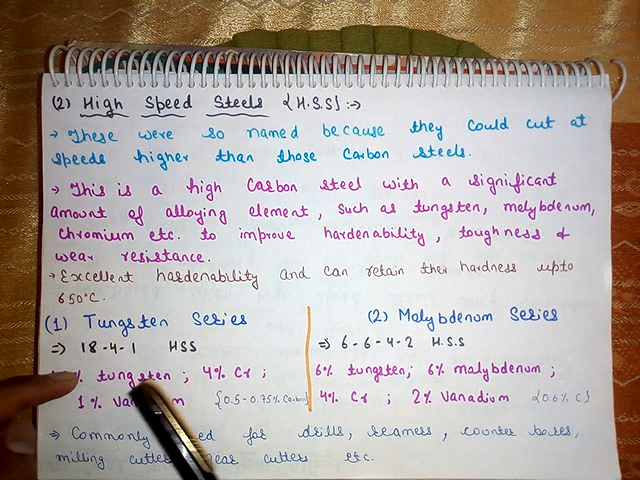 (2) High Speed Steels {H.S.S} :→
→ These were so named because they could cut at
speeds higher than those Carbon steels.
→ This is a high Carbon steel with a significant
amount of alloying element, such as tungsten, molybdenum,
chromium etc. to improve hardenability, toughness &
wear resistance.
→ Excellent hardenability and can retain their hardness upto
650°C.
(1) Tungsten Series
⇒ 18-4-1 HSS
% tungsten ; 4% Cr ;
1% Van m {0.5-0.75% Carbon}
(2) Molybdenum Series
⇒ 6-6-4-2 H.S.S
6% tungsten; 6% molybdenum ;
4% Cr ; 2% Vanadium {0.6% C}
⇒ Commonly ed for drills, reamers, counter bores,
milling cutte ear cutters etc.